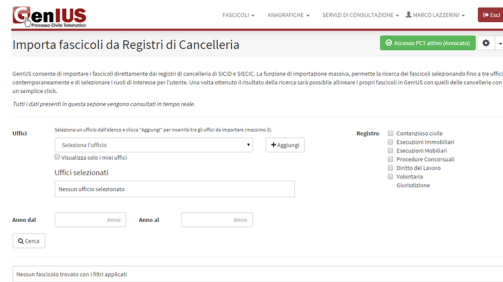 GenIUS
Processo Civile Telematico
FASCICOLI
ANAGRAFICHE
SERVIZI DI CONSULTAZIONE
MARCO LAZZERINI
Esci
Importa fascicoli da Registri di Cancelleria
Accesso PCT attivo (Avvocato)
GenIUS consente di importare i fascicoli direttamente dai registri di cancelleria di SICID e SIECIC. La funzione di importazione massiva, permette la ricerca dei fascicoli selezionando fino a tre uffici
contemporaneamente e di selezionare i ruoli di interesse per l'utente. Una volta ottenuto il risultato della ricerca sarà possibile allineare i propri fascicoli in GenIUS con quelli delle cancellerie con
un semplice click.
Tutti i dati presenti in questa sezione vengono consultati in tempo reale.
Uffici
Seleziona un ufficio dall'elenco e clicca "Aggiungi" per inserirlo tra gli uffici da importare (massimo 5).
Seleziona l'ufficio
Aggiungi
Visualizza solo i miei uffici
Uffici selezionati
Nessun ufficio selezionato
Registro
Contenzioso civile
Esecuzioni Immobiliari
Esecuzioni Mobiliari
Procedure Concorsuali
Diritto del Lavoro
Volontaria
Giurisdizione
Anno dal
Anno
Anno al
Anno
Cerca
Nessun fascicolo trovato con i filtri applicati